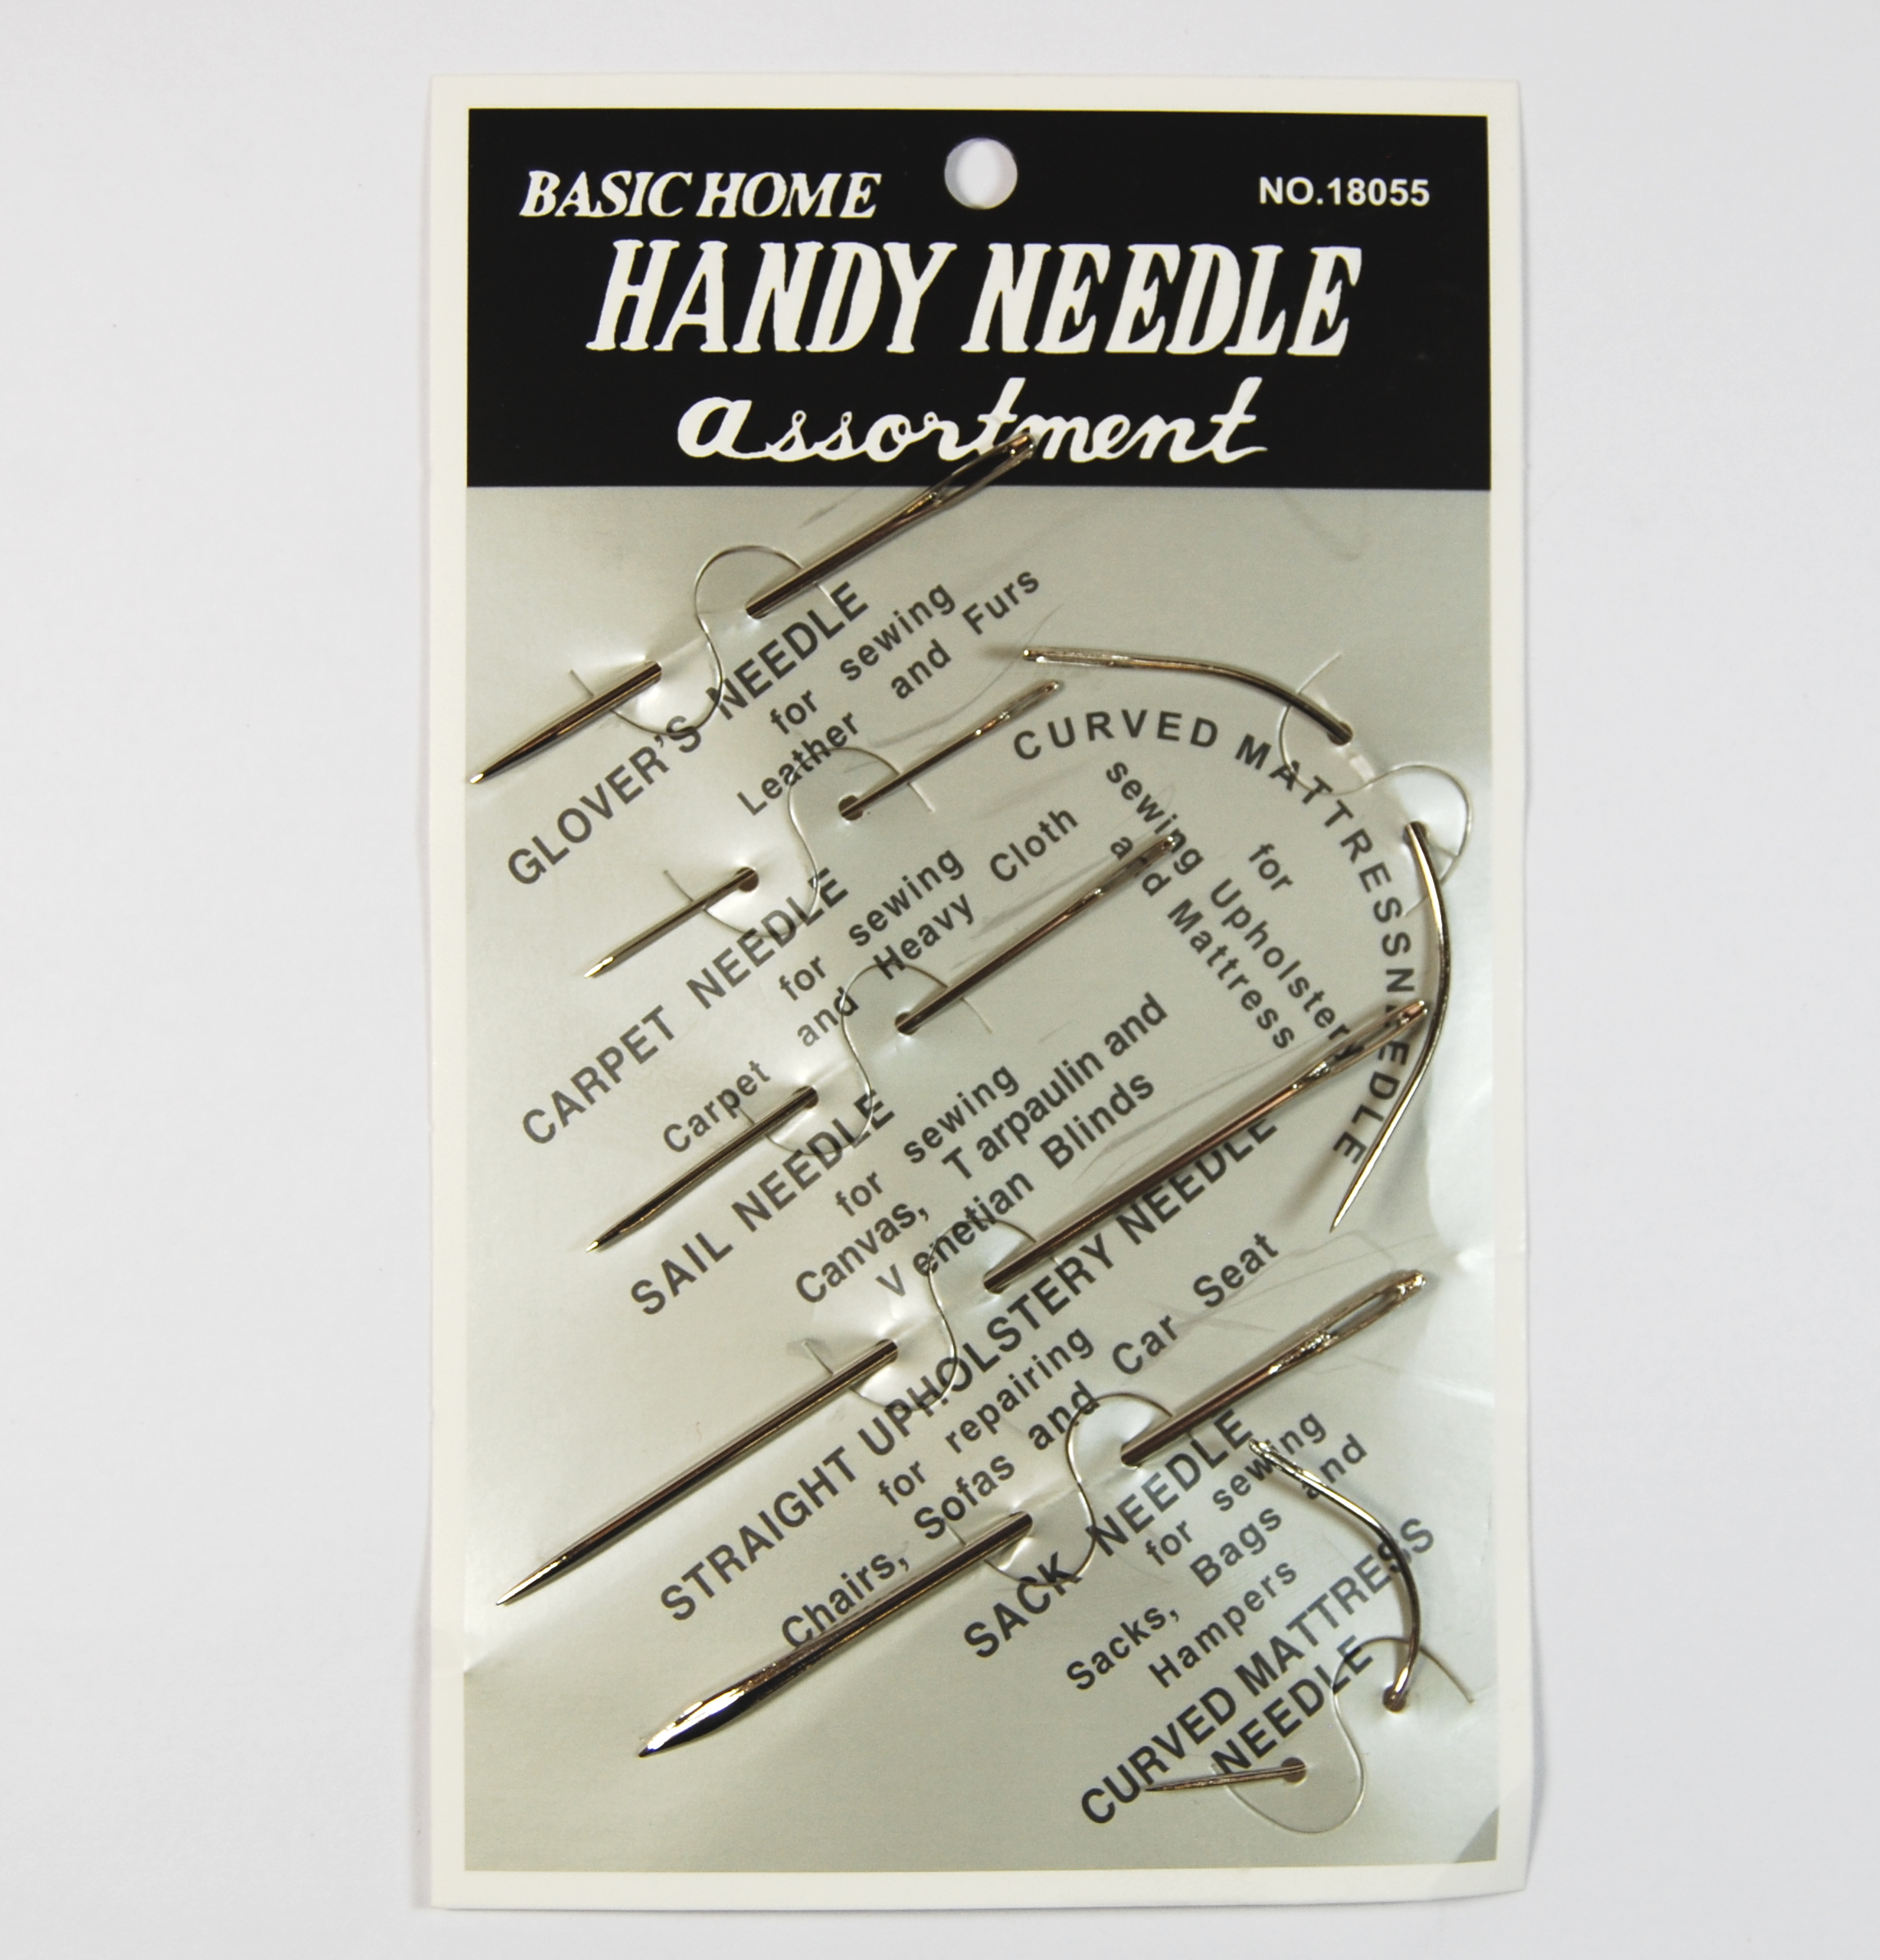 BASIC HOME
NO.18055
HANDY NEEDLE
assortment
GLOVER'S NEEDLE
for sewing
Leather and Furs
CURVED MATTRESS NEEDLE
for
sewing Upholstery
and Mattress
CARPET NEEDLE
for sewing
Carpet and Heavy Cloth
SAIL NEEDLE
for sewing
Canvas, Tarpaulin and
Venetian Blinds
STRAIGHT UPHOLSTERY NEEDLE
for repairing
Chairs, Sofas and Car Seat
SACK NEEDLE
for sewing
Sacks, Bags and
Hampers
CURVED MATTRESS
NEEDLE